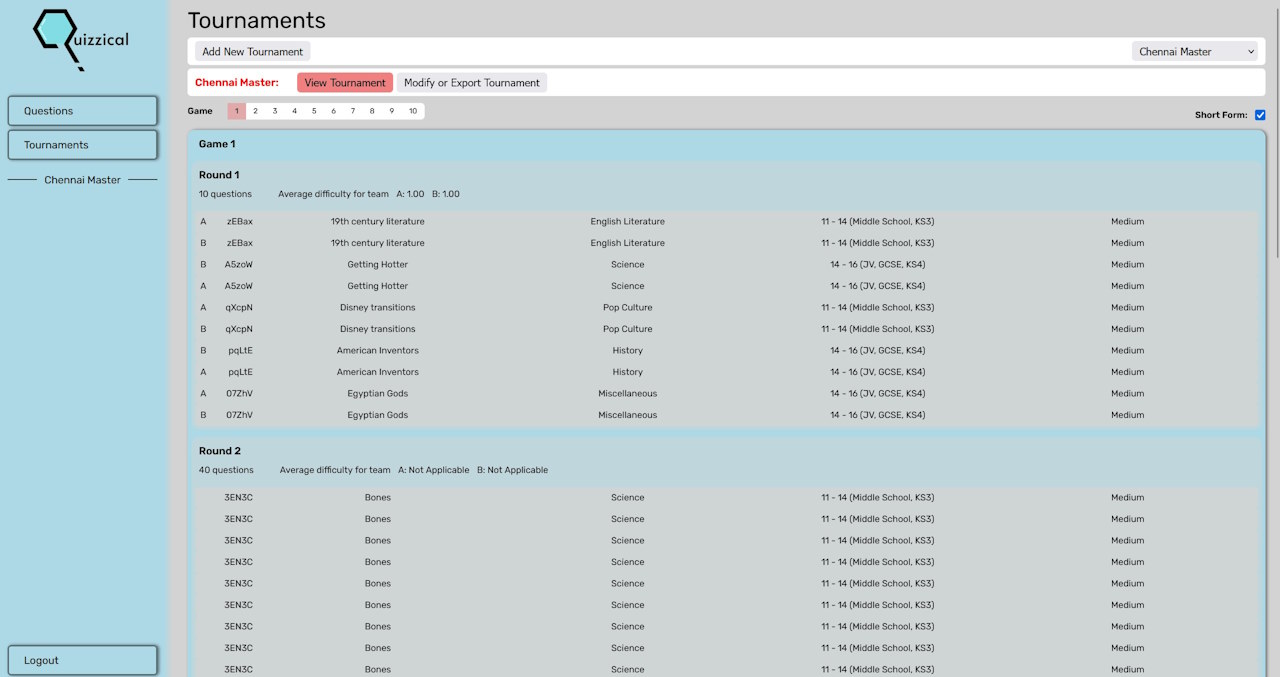 Quizzical
Questions
Tournaments
Chennai Master
Logout
Tournaments
Add New Tournament Chennai Master
Chennai Master: View Tournament Modify or Export Tournament
Game 1 2 3 4 5 6 7 8 9 10 Short Form:
Game 1
Round 1
10 questions Average difficulty for team A: 1.00 B: 1.00
A zEBax 19th century literature English Literature 11 - 14 (Middle School, KS3) Medium
B zEBax 19th century literature English Literature 11 - 14 (Middle School, KS3) Medium
B A5zoW Getting Hotter Science 14 - 16 (JV, GCSE, KS4) Medium
A A5zoW Getting Hotter Science 14 - 16 (JV, GCSE, KS4) Medium
A qXcpN Disney transitions Pop Culture 11 - 14 (Middle School, KS3) Medium
B qXcpN Disney transitions Pop Culture 11 - 14 (Middle School, KS3) Medium
B pqLtE American Inventors History 14 - 16 (JV, GCSE, KS4) Medium
A pqLtE American Inventors History 14 - 16 (JV, GCSE, KS4) Medium
A 07ZhV Egyptian Gods Miscellaneous 14 - 16 (JV, GCSE, KS4) Medium
B 07ZhV Egyptian Gods Miscellaneous 14 - 16 (JV, GCSE, KS4) Medium
Round 2
40 questions Average difficulty for team A: Not Applicable B: Not Applicable
3EN3C Bones Science 11 - 14 (Middle School, KS3) Medium
3EN3C Bones Science 11 - 14 (Middle School, KS3) Medium
3EN3C Bones Science 11 - 14 (Middle School, KS3) Medium
3EN3C Bones Science 11 - 14 (Middle School, KS3) Medium
3EN3C Bones Science 11 - 14 (Middle School, KS3) Medium
3EN3C Bones Science 11 - 14 (Middle School, KS3) Medium
3EN3C Bones Science 11 - 14 (Middle School, KS3) Medium
3EN3C Bones Science 11 - 14 (Middle School, KS3) Medium
3EN3C Bones Science 11 - 14 (Middle School, KS3) Medium